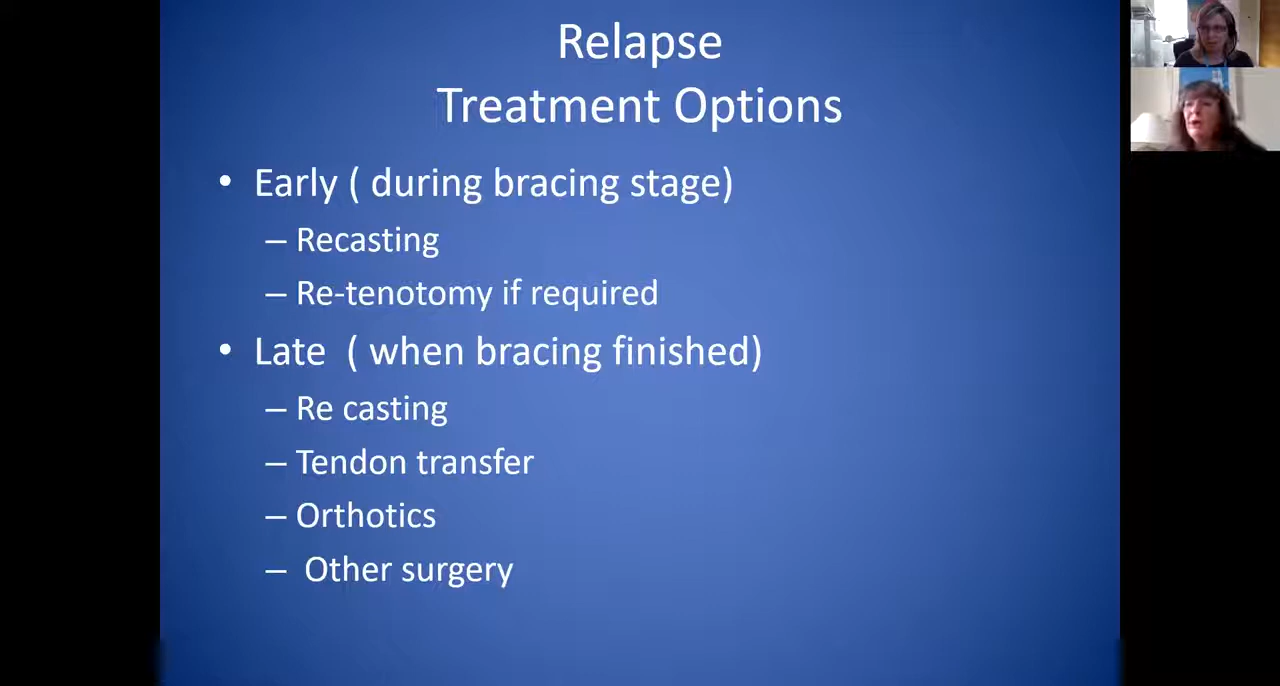 Relapse
Treatment Options
• Early ( during bracing stage)
– Recasting
– Re-tenotomy if required
• Late  ( when bracing finished)
– Re casting
– Tendon transfer
– Orthotics
–  Other surgery